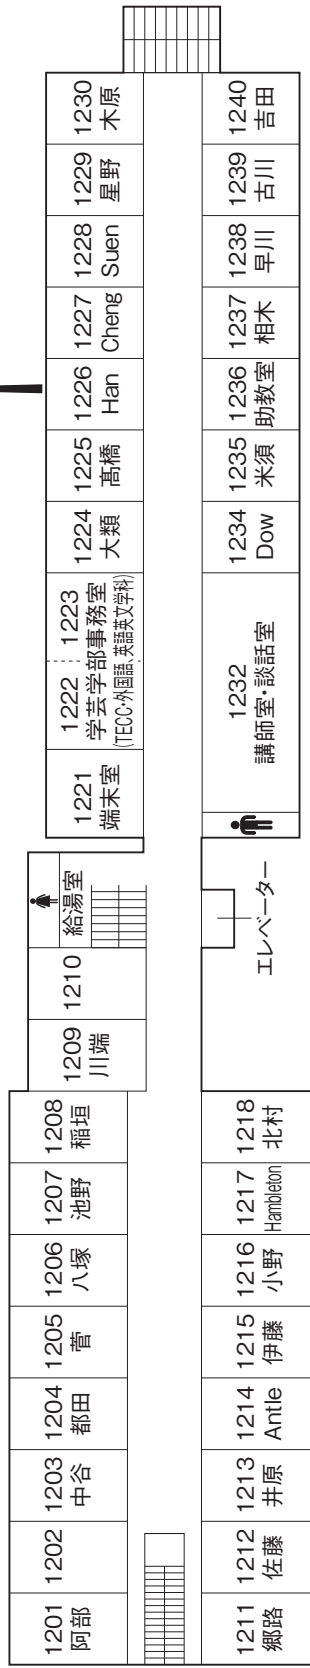 1230
木原
1229
星野
1228
Suen
1227
Cheng
1226
Han
1225
髙橋
1224
大類
1222 1223
学芸学部事務室
(TECC・外国語、英語英文学科)
1221
端末室
給湯室
1210
1209
川端
1208
稲垣
1207
池野
1206
八塚
1205
菅
1204
都田
1203
中谷
1202
1201
阿部
1240
吉田
1239
古川
1238
早川
1237
相木
1236
助教室
1235
米須
1234
Dow
1232
講師室・談話室
エレベーター
1218
北村
1217
Hambleton
1216
小野
1215
伊藤
1214
Antle
1213
井原
1212
佐藤
1211
郷路